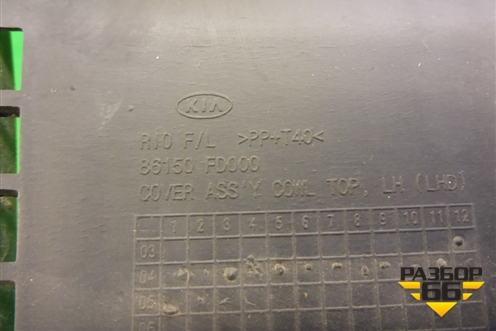 KIA
RIO F/L >PP+T40<
86150 FD000
COVER ASS'Y COWL TOP, LH (LHD)
1 2 3 4 5 6 7 8 9 10 11 12
03
04
05
06
РАЗБОР
66